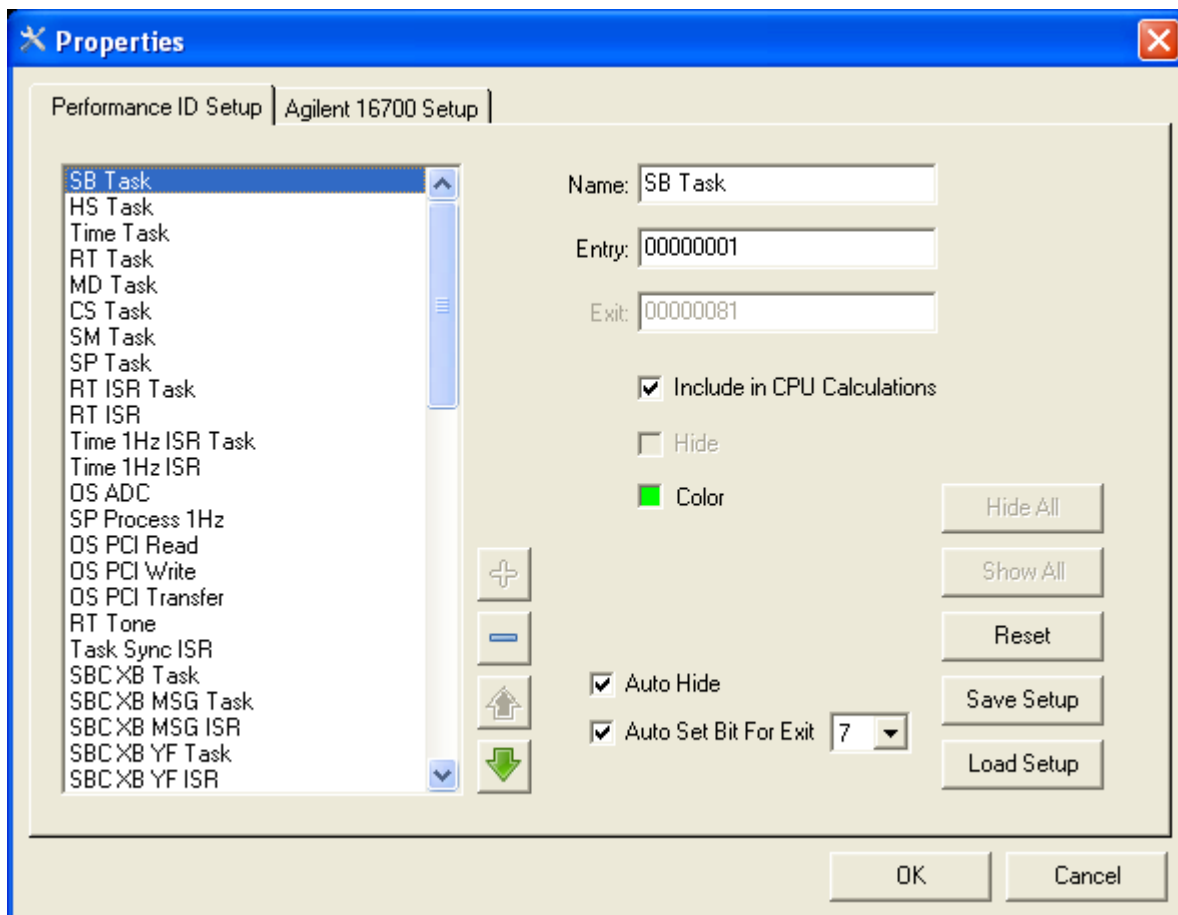 Properties
Performance ID Setup
Agilent 16700 Setup
SB Task
HS Task
Time Task
RT Task
MD Task
CS Task
SM Task
SP Task
RT ISR Task
RT ISR
Time 1Hz ISR Task
Time 1Hz ISR
OS ADC
SP Process 1Hz
OS PCI Read
OS PCI Write
OS PCI Transfer
RT Tone
Task Sync ISR
SBC XB Task
SBC XB MSG Task
SBC XB MSG ISR
SBC XB YF Task
SBC XB YF ISR
Name: SB Task
Entry: 00000001
Exit: 00000081
Include in CPU Calculations
Hide
Color
Hide All
Show All
Reset
Auto Hide
Save Setup
Auto Set Bit For Exit 7
Load Setup
OK
Cancel